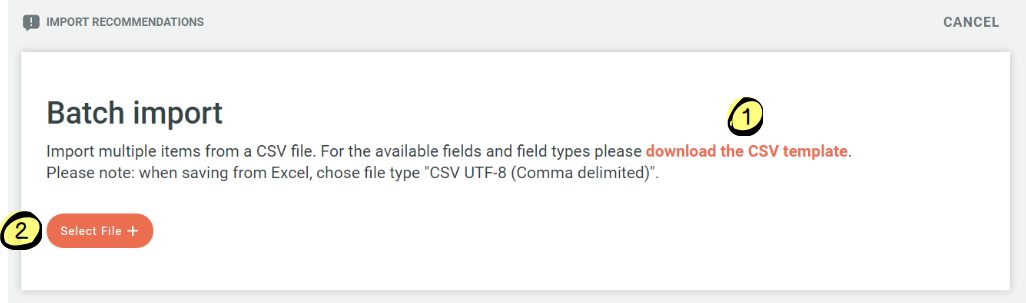 IMPORT RECOMMENDATIONS
CANCEL
Batch import
1
Import multiple items from a CSV file. For the available fields and field types please download the CSV template.
Please note: when saving from Excel, chose file type "CSV UTF-8 (Comma delimited)".
2
Select File +